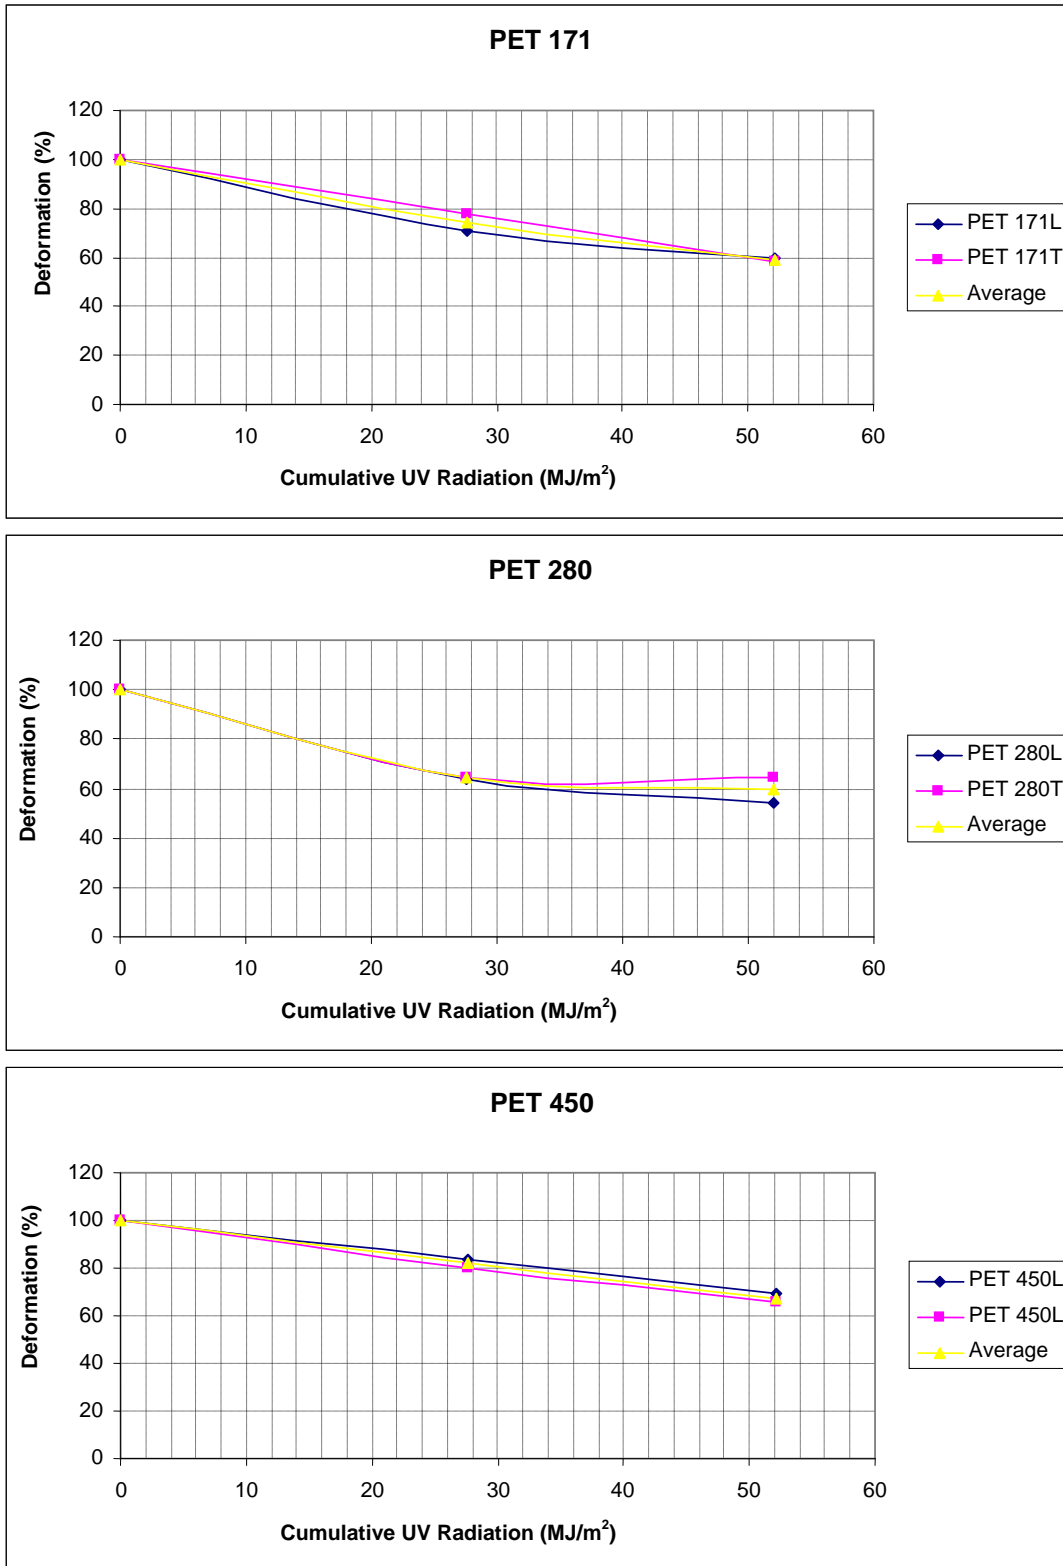 PET 171
120
100
80
60
40
20
0
Deformation (%)
0 10 20 30 40 50 60
Cumulative UV Radiation (MJ/m²)
PET 171L
PET 171T
Average
PET 280
120
100
80
60
40
20
0
Deformation (%)
0 10 20 30 40 50 60
Cumulative UV Radiation (MJ/m²)
PET 280L
PET 280T
Average
PET 450
120
100
80
60
40
20
0
Deformation (%)
0 10 20 30 40 50 60
Cumulative UV Radiation (MJ/m²)
PET 450L
PET 450L
Average